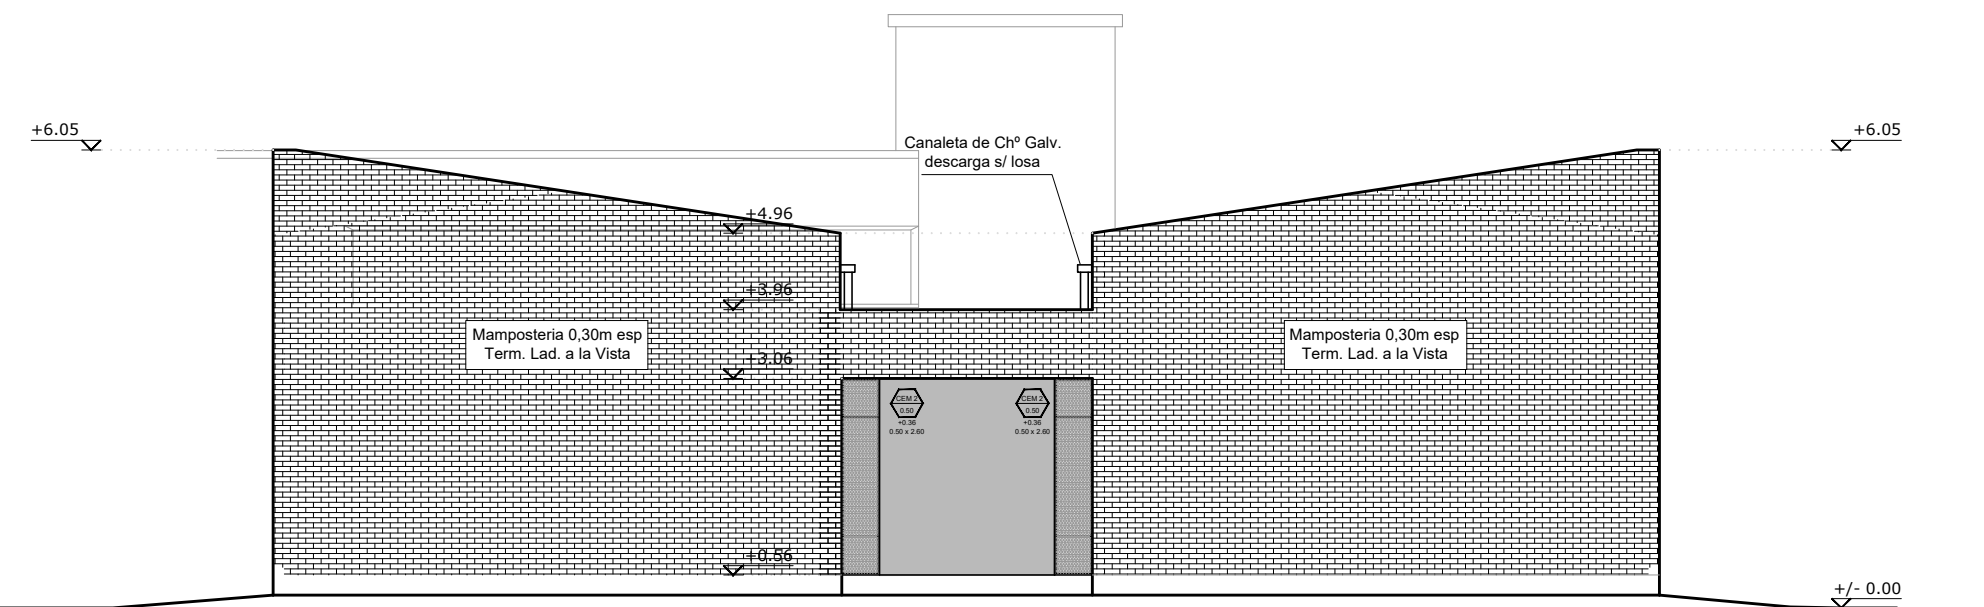 +6.05
+6.05
Canaleta de Chº Galv.
descarga s/ losa
+4.96
+3.96
Mamposteria 0,30m esp
Term. Lad. a la Vista
Mamposteria 0,30m esp
Term. Lad. a la Vista
+3.06
CEM 2
0.50
+0.36
0.50 x 2.60
CEM 2
0.50
+0.36
0.50 x 2.60
+0.56
+/- 0.00